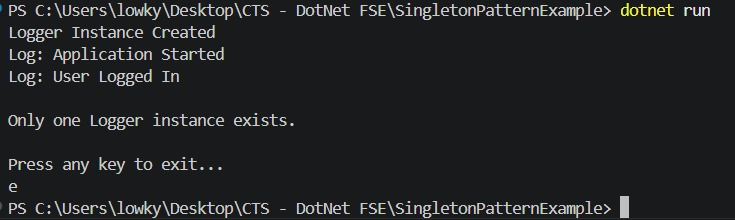 PS C:\Users\lowky\Desktop\CTS - DotNet FSE\SingletonPatternExample> dotnet run
Logger Instance Created
Log: Application Started
Log: User Logged In
Only one Logger instance exists.
Press any key to exit...
e
PS C:\Users\lowky\Desktop\CTS - DotNet FSE\SingletonPatternExample>